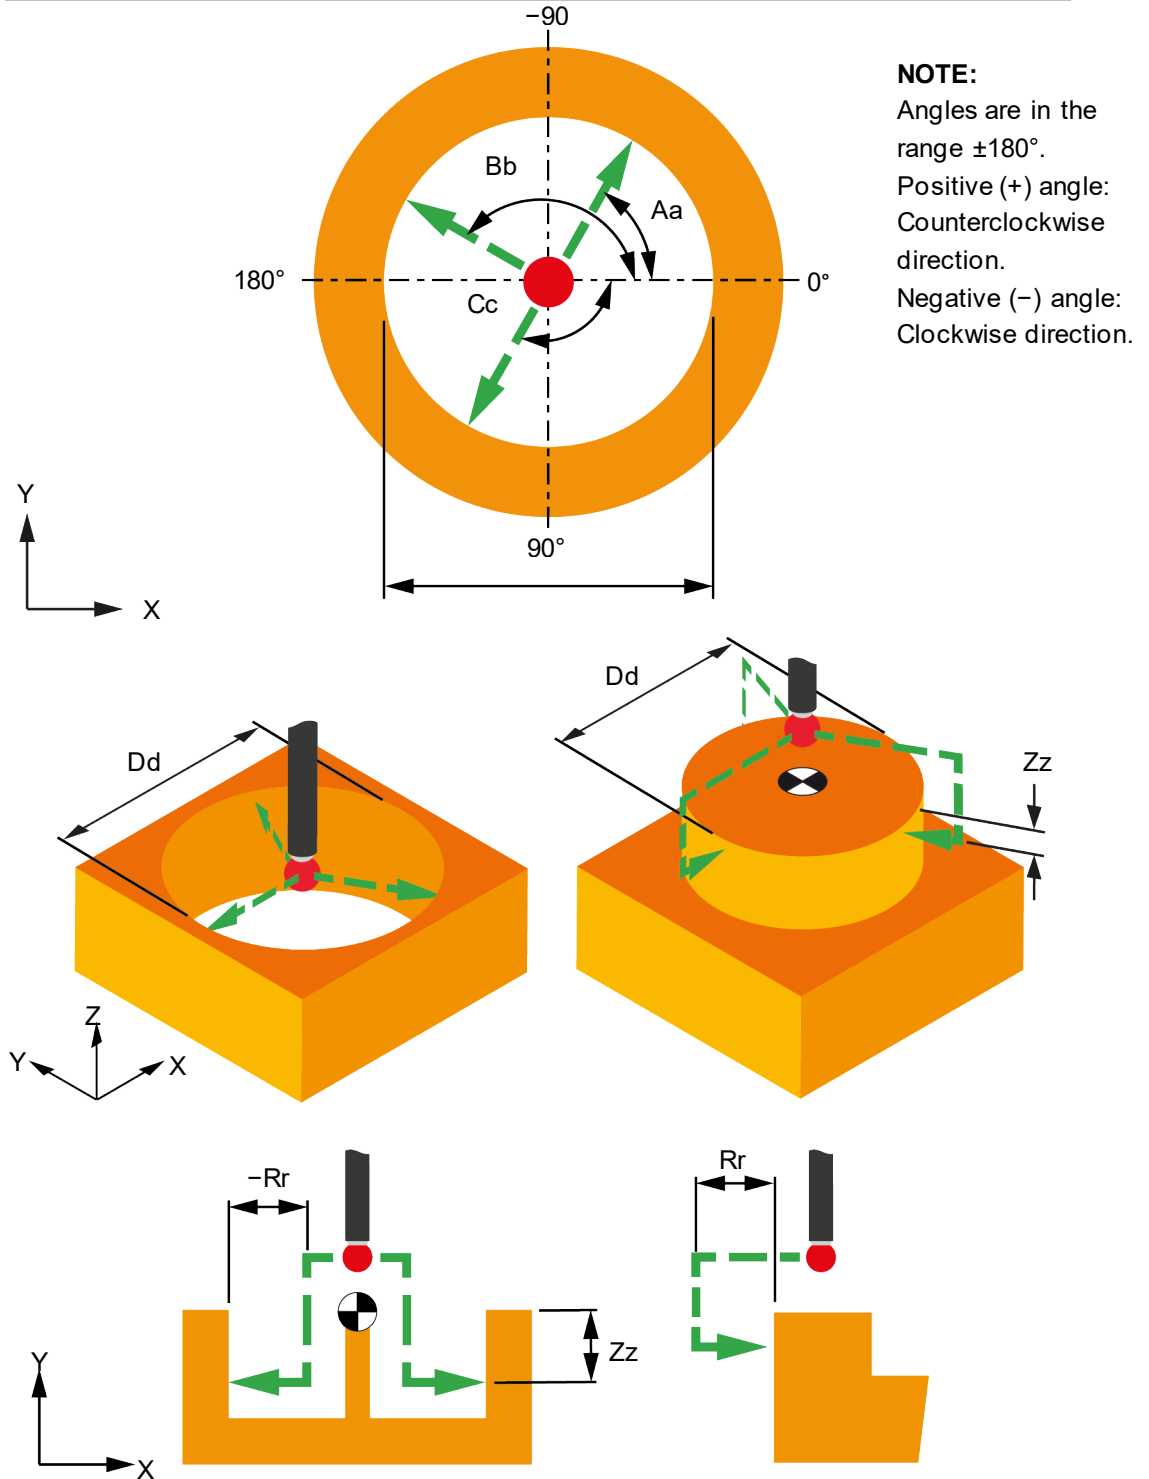 −90
NOTE:
Angles are in the
range ±180°.
Positive (+) angle:
Counterclockwise
direction.
Negative (−) angle:
Clockwise direction.
Bb
Aa
180°
0°
Cc
90°
Y
X
Dd
Dd
Zz
Z
Y
X
−Rr
Rr
Zz
Y
X